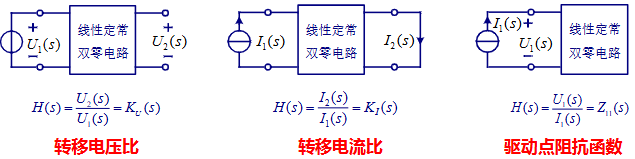 +
U₁(s)
−
线性定常
双零电路
+
U₂(s)
−
H(s)=U₂(s)/U₁(s)=K_U(s)
转移电压比
I₁(s)
线性定常
双零电路
I₂(s)
H(s)=I₂(s)/I₁(s)=K_I(s)
转移电流比
I₁(s)
+
U₁(s)
−
线性定常
双零电路
H(s)=U₁(s)/I₁(s)=Z₁₁(s)
驱动点阻抗函数